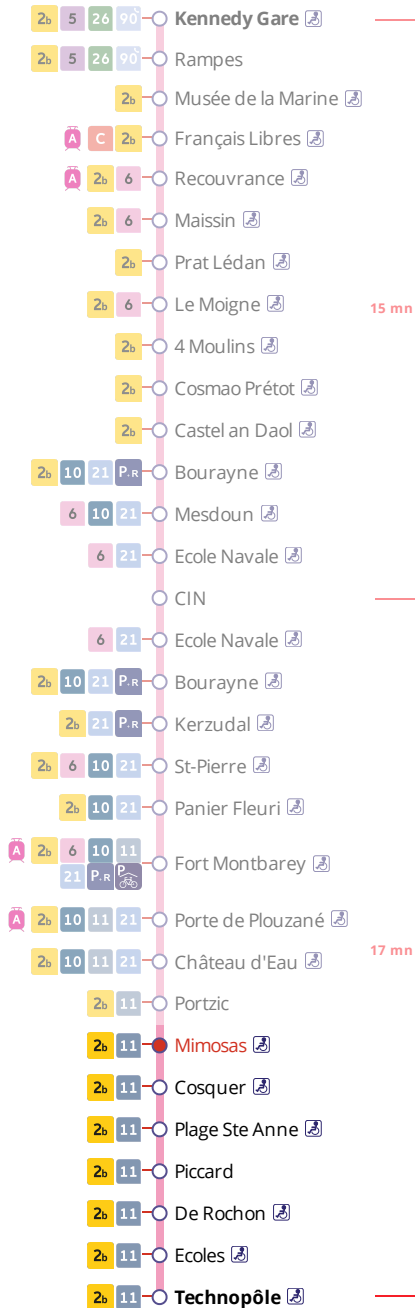 2b 5 26 90 Kennedy Gare
2b 5 26 90 Rampes
2b Musée de la Marine
A C 2b Français Libres
A 2b 6 Recouvrance
2b 6 Maissin
2b Prat Lédan
2b 6 Le Moigne 15 mn
2b 4 Moulins
2b Cosmao Prétot
2b Castel an Daol
2b 10 21 P+R Bourayne
6 10 21 Mesdoun
6 21 Ecole Navale
CIN
6 21 Ecole Navale
2b 10 21 P+R Bourayne
2b 21 P+R Kerzudal
2b 6 10 21 St-Pierre
2b 10 21 Panier Fleuri
A 2b 6 10 11
21 P+R P Fort Montbarey
A 2b 10 11 21 Porte de Plouzané
17 mn
2b 10 11 21 Château d'Eau
2b 11 Portzic
2b 11 Mimosas
2b 11 Cosquer
2b 11 Plage Ste Anne
2b 11 Piccard
2b 11 De Rochon
2b 11 Ecoles
2b 11 Technopôle